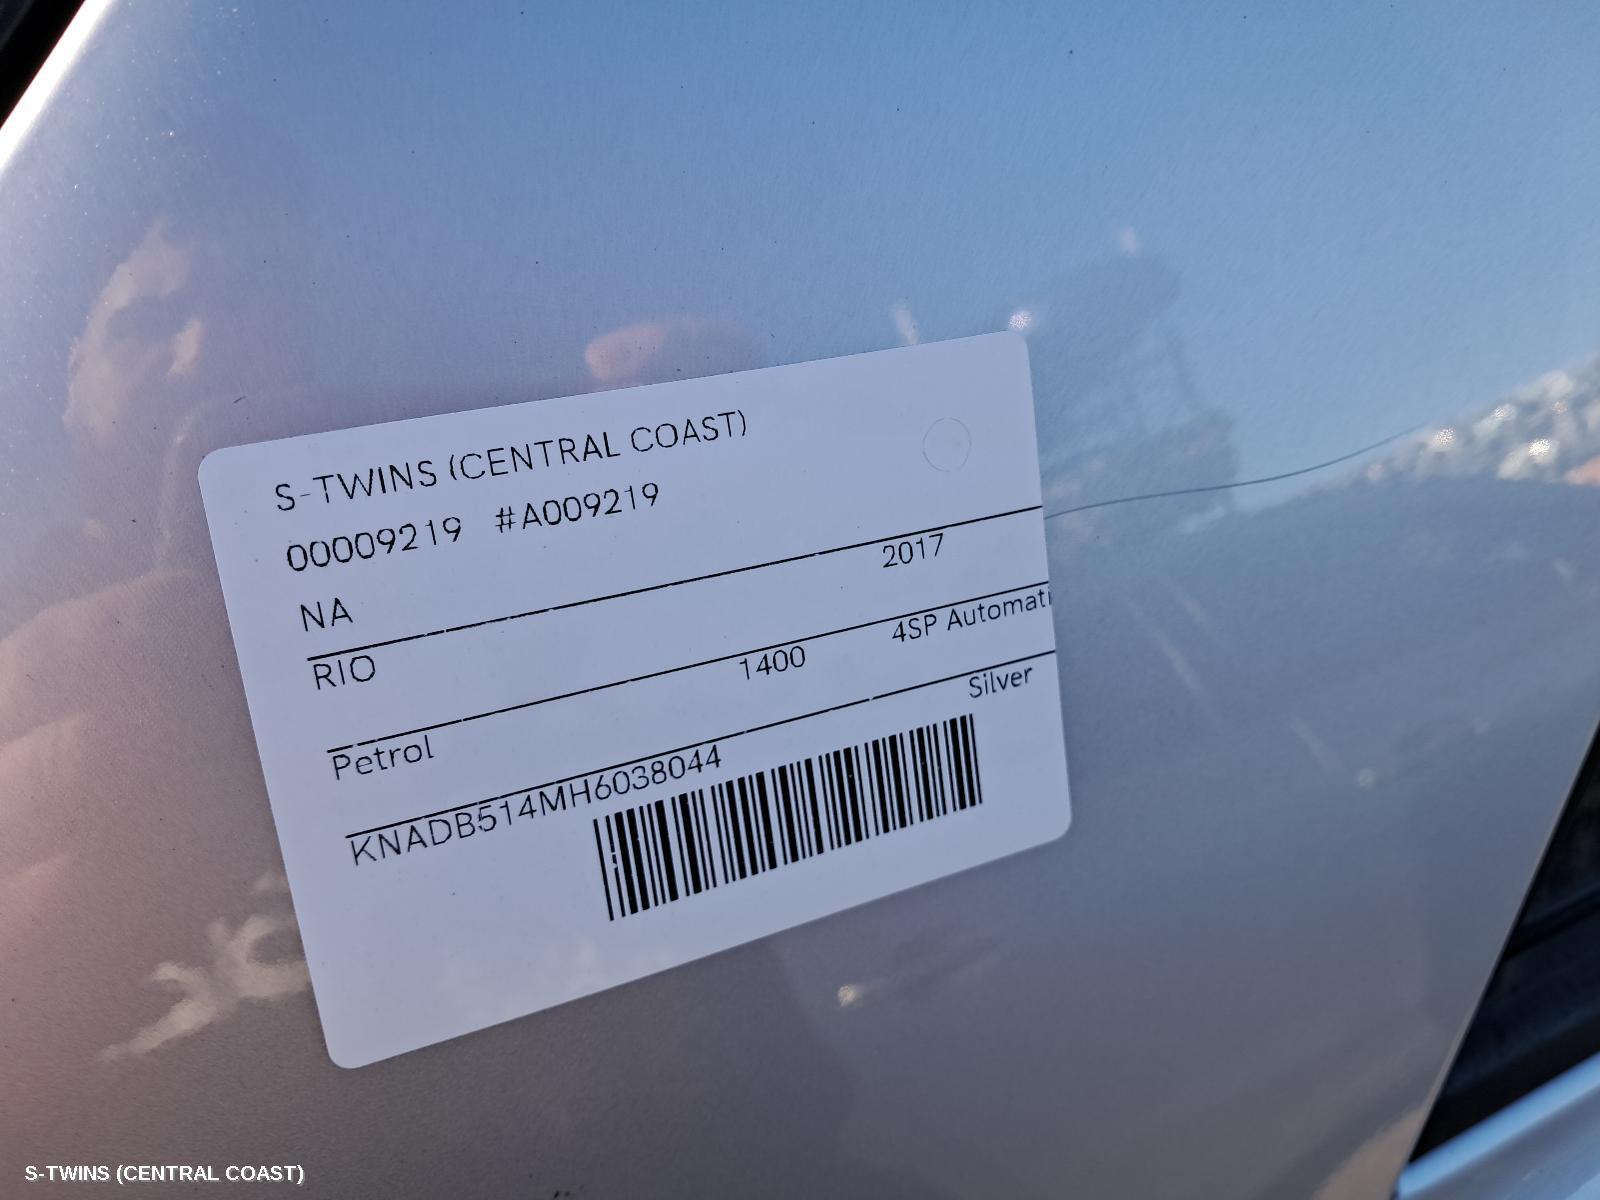 S-TWINS (CENTRAL COAST)
00009219 #A009219
NA 2017
RIO 1400 4SP Automati
Petrol Silver
KNADB514MH6038044
S-TWINS (CENTRAL COAST)